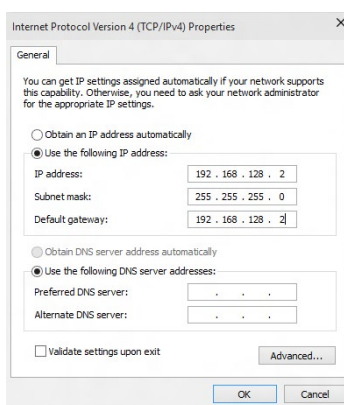 Internet Protocol Version 4 (TCP/IPv4) Properties
General
You can get IP settings assigned automatically if your network supports
this capability. Otherwise, you need to ask your network administrator
for the appropriate IP settings.
Obtain an IP address automatically
Use the following IP address:
IP address: 192 . 168 . 128 . 2
Subnet mask: 255 . 255 . 255 . 0
Default gateway: 192 . 168 . 128 . 2
Obtain DNS server address automatically
Use the following DNS server addresses:
Preferred DNS server: . . .
Alternate DNS server: . . .
Validate settings upon exit
Advanced...
OK Cancel